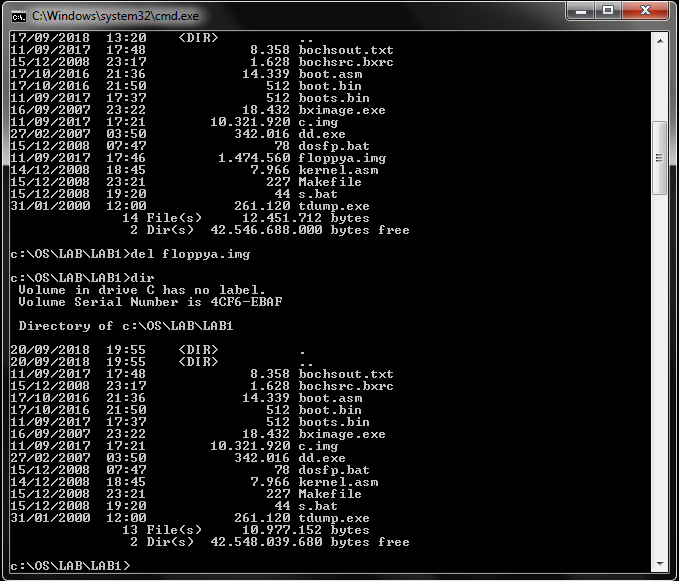 C:\Windows\system32\cmd.exe
17/09/2018  13:20    <DIR>          ..
11/09/2017  17:48             8.358 bochsout.txt
15/12/2008  23:17             1.628 bochsrc.bxrc
17/10/2016  21:36            14.339 boot.asm
17/10/2016  21:50               512 boot.bin
11/09/2017  17:37               512 boots.bin
16/09/2007  23:22            18.432 bximage.exe
11/09/2017  17:21        10.321.920 c.img
27/02/2007  03:50           342.016 dd.exe
15/12/2008  07:47                78 dosfp.bat
11/09/2017  17:46         1.474.560 floppya.img
14/12/2008  18:45             7.966 kernel.asm
15/12/2008  23:21               227 Makefile
15/12/2008  19:20                44 s.bat
31/01/2000  12:00           261.120 tdump.exe
              14 File(s)     12.451.712 bytes
               2 Dir(s)  42.546.688.000 bytes free
c:\OS\LAB\LAB1>del floppya.img
c:\OS\LAB\LAB1>dir
 Volume in drive C has no label.
 Volume Serial Number is 4CF6-EBAF
 Directory of c:\OS\LAB\LAB1
20/09/2018  19:55    <DIR>          .
20/09/2018  19:55    <DIR>          ..
11/09/2017  17:48             8.358 bochsout.txt
15/12/2008  23:17             1.628 bochsrc.bxrc
17/10/2016  21:36            14.339 boot.asm
17/10/2016  21:50               512 boot.bin
11/09/2017  17:37               512 boots.bin
16/09/2007  23:22            18.432 bximage.exe
11/09/2017  17:21        10.321.920 c.img
27/02/2007  03:50           342.016 dd.exe
15/12/2008  07:47                78 dosfp.bat
14/12/2008  18:45             7.966 kernel.asm
15/12/2008  23:21               227 Makefile
15/12/2008  19:20                44 s.bat
31/01/2000  12:00           261.120 tdump.exe
              13 File(s)     10.977.152 bytes
               2 Dir(s)  42.548.039.680 bytes free
c:\OS\LAB\LAB1>